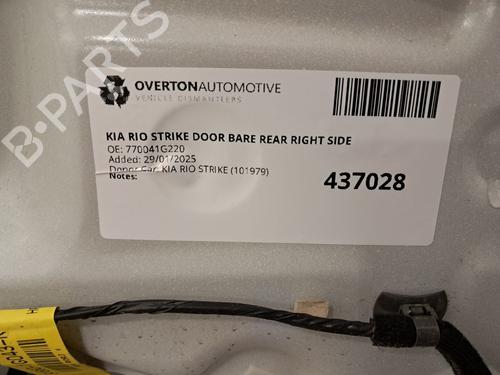 B-PARTS
OVERTONAUTOMOTIVE
VEHICLE DISMANTLERS
KIA RIO STRIKE DOOR BARE REAR RIGHT SIDE
OE: 770041G220
Added: 29/01/2025
Donor Car: KIA RIO STRIKE (101979)
Notes:
437028